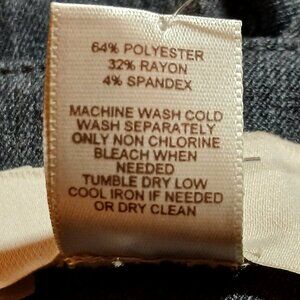 64% POLYESTER
32% RAYON
4% SPANDEX
MACHINE WASH COLD
WASH SEPARATELY
ONLY NON CHLORINE
BLEACH WHEN
NEEDED
TUMBLE DRY LOW
COOL IRON IF NEEDED
OR DRY CLEAN